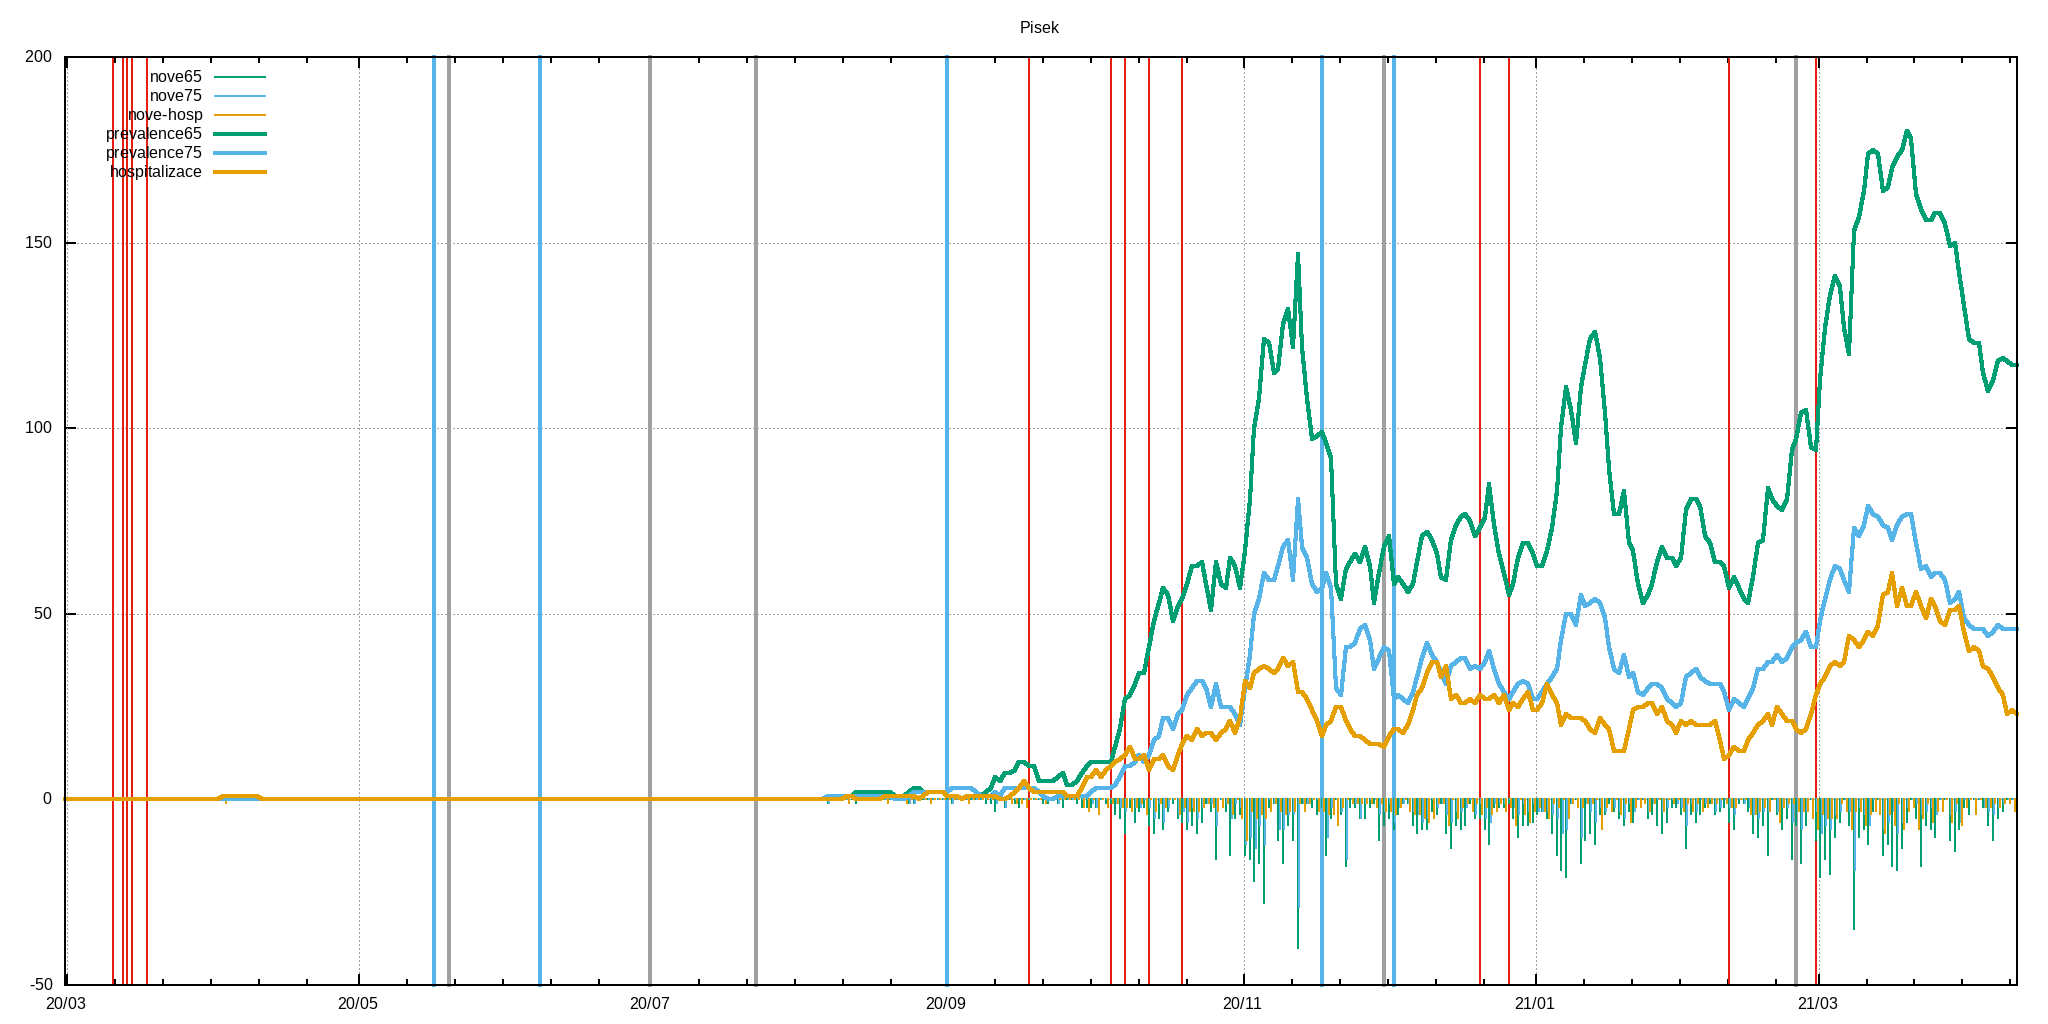 Pisek
200
nove65
nove75
nove-hosp
prevalence65
prevalence75
hospitalizace
150
100
50
0
-50
20/03 20/05 20/07 20/09 20/11 21/01 21/03